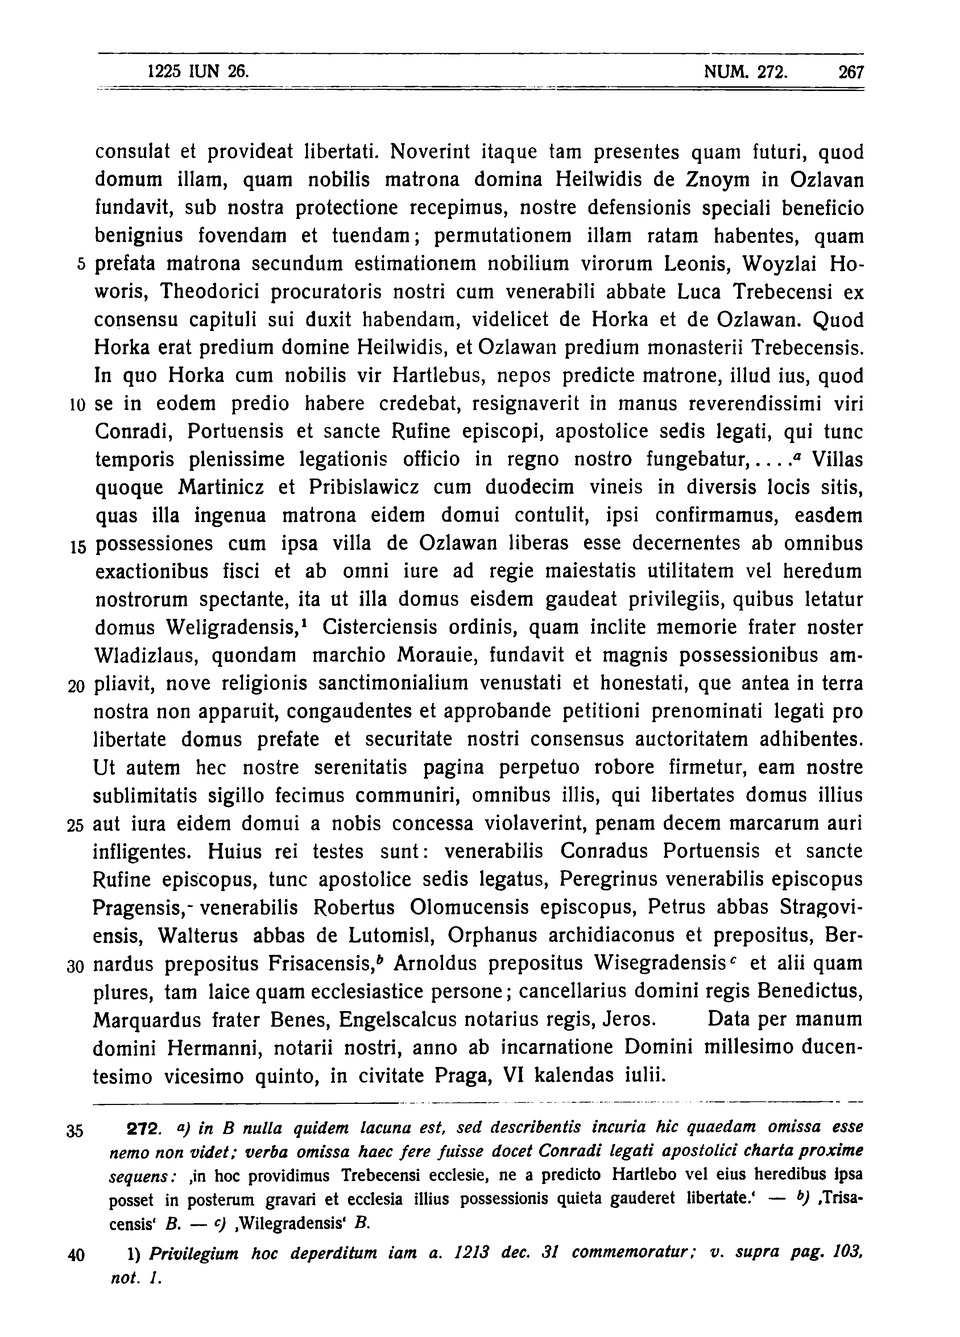 1225 IUN 26. NUM. 272. 267
consulat et provideat libertati. Noverint itaque tam presentes quam futuri, quod
domum illam, quam nobilis matrona domina Heilwidis de Znoym in Ozlavan
fundavit, sub nostra protectione recepimus, nostre defensionis speciali beneficio
benignius fovendam et tuendam; permutationem illam ratam habentes, quam
5 prefata matrona secundum estimationem nobilium virorum Leonis, Woyzlai Ho-
woris, Theodorici procuratoris nostri cum venerabili abbate Luca Trebecensi ex
consensu capituli sui duxit habendam, videlicet de Horka et de Ozlawan. Quod
Horka erat predium domine Heilwidis, et Ozlawan predium monasterii Trebecensis.
In quo Horka cum nobilis vir Hartlebus, nepos predicte matrone, illud ius, quod
10 se in eodem predio habere credebat, resignaverit in manus reverendissimi viri
Conradi, Portuensis et sancte Rufine episcopi, apostolice sedis legati, qui tunc
temporis plenissime legationis officio in regno nostro fungebatur, . . . .ᵃ Villas
quoque Martinicz et Pribislawicz cum duodecim vineis in diversis locis sitis,
quas illa ingenua matrona eidem domui contulit, ipsi confirmamus, easdem
15 possessiones cum ipsa villa de Ozlawan liberas esse decernentes ab omnibus
exactionibus fisci et ab omni iure ad regie maiestatis utilitatem vel heredum
nostrorum spectante, ita ut illa domus eisdem gaudeat privilegiis, quibus letatur
domus Weligradensis,¹ Cisterciensis ordinis, quam inclite memorie frater noster
Wladizlaus, quondam marchio Morauie, fundavit et magnis possessionibus am-
20 pliavit, nove religionis sanctimonialium venustati et honestati, que antea in terra
nostra non apparuit, congaudentes et approbande petitioni prenominati legati pro
libertate domus prefate et securitate nostri consensus auctoritatem adhibentes.
Ut autem hec nostre serenitatis pagina perpetuo robore firmetur, eam nostre
sublimitatis sigillo fecimus communiri, omnibus illis, qui libertates domus illius
25 aut iura eidem domui a nobis concessa violaverint, penam decem marcarum auri
infligentes. Huius rei testes sunt: venerabilis Conradus Portuensis et sancte
Rufine episcopus, tunc apostolice sedis legatus, Peregrinus venerabilis episcopus
Pragensis,- venerabilis Robertus Olomucensis episcopus, Petrus abbas Stragovi-
ensis, Walterus abbas de Lutomisl, Orphanus archidiaconus et prepositus, Ber-
30 nardus prepositus Frisacensis,ᵇ Arnoldus prepositus Wisegradensisᶜ et alii quam
plures, tam laice quam ecclesiastice persone; cancellarius domini regis Benedictus,
Marquardus frater Benes, Engelscalcus notarius regis, Jeros. Data per manum
domini Hermanni, notarii nostri, anno ab incarnatione Domini millesimo ducen-
tesimo vicesimo quinto, in civitate Praga, VI kalendas iulii.
35 272. a) in B nulla quidem lacuna est, sed describentis incuria hic quaedam omissa esse
nemo non videt; verba omissa haec fere fuisse docet Conradi legati apostolici charta proxime
sequens: ‚in hoc providimus Trebecensi ecclesie, ne a predicto Hartlebo vel eius heredibus ipsa
posset in posterum gravari et ecclesia illius possessionis quieta gauderet libertate.‘ — b) ‚Trisa-
censis‘ B. — c) ‚Wilegradensis‘ B.
40 1) Privilegium hoc deperditum iam a. 1213 dec. 31 commemoratur; v. supra pag. 103,
not. 1.